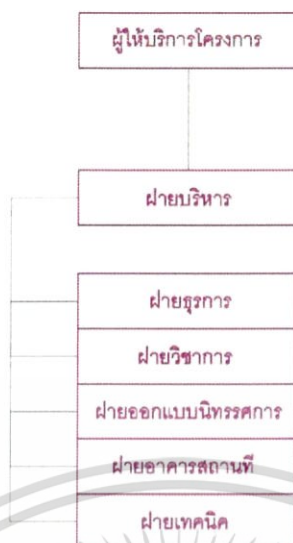 ผู้ให้บริการโครงการ
ฝ่ายบริหาร
ฝ่ายธุรการ
ฝ่ายวิชาการ
ฝ่ายออกแบบนิทรรศการ
ฝ่ายอาคารสถานที่
ฝ่ายเทคนิค